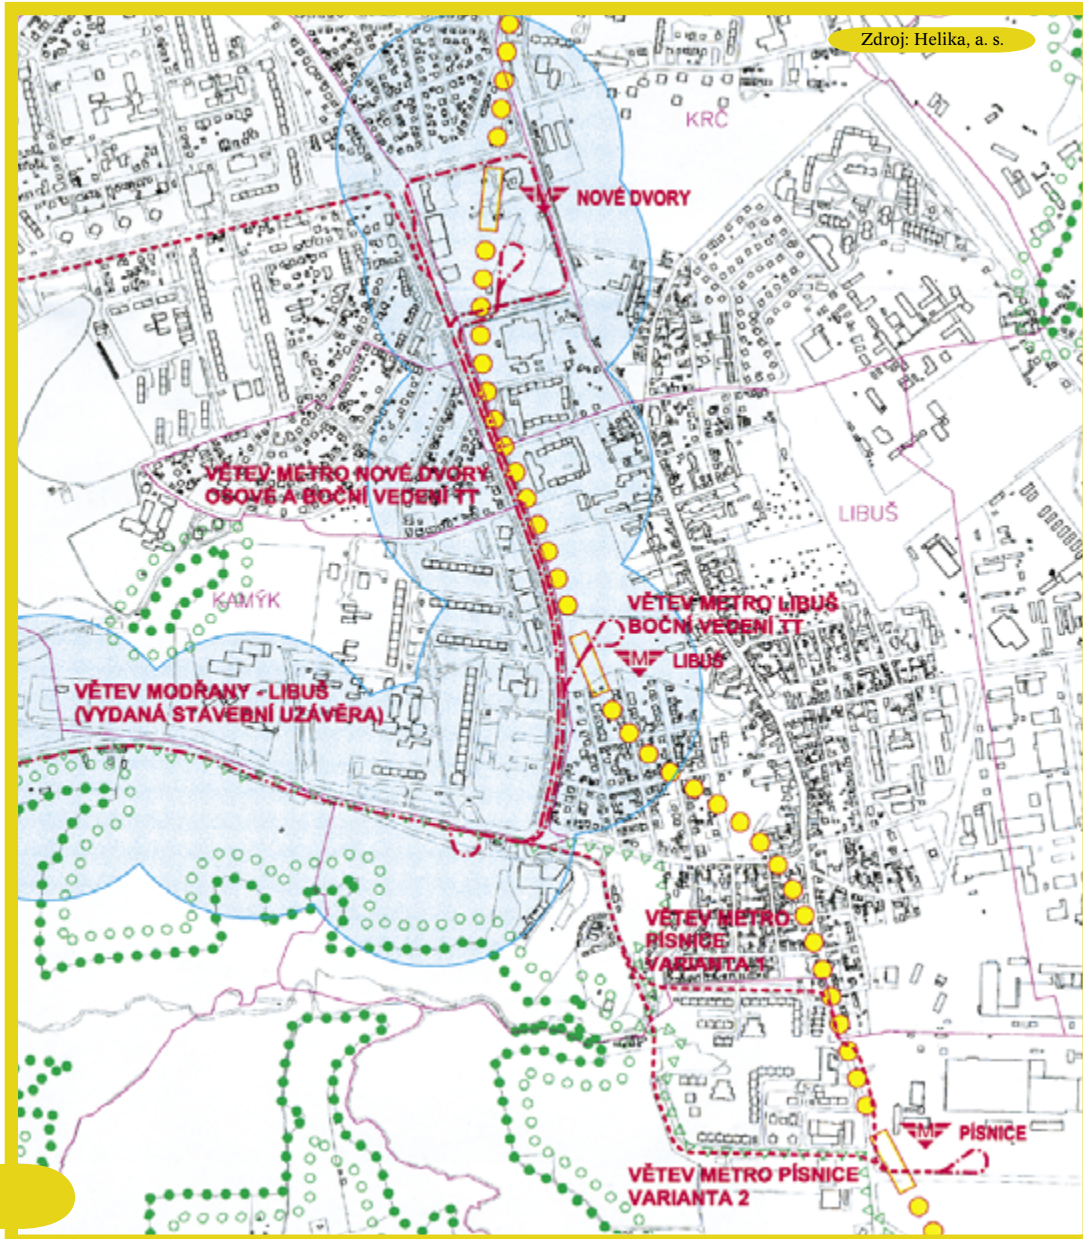 Zdroj: Helika, a. s.
KRČ
M NOVÉ DVORY
VĚTEV METRO NOVÉ DVORY
OSOVÉ A BOČNÍ VEDENÍ TT
LIBUŠ
KAMÝK
VĚTEV METRO LIBUŠ
BOČNÍ VEDENÍ TT
M LIBUŠ
VĚTEV MODŘANY - LIBUŠ
(VYDANÁ STAVEBNÍ UZÁVĚRA)
VĚTEV METRO
PÍSNICE
VARIANTA 1
M PÍSNICE
VĚTEV METRO PÍSNICE
VARIANTA 2